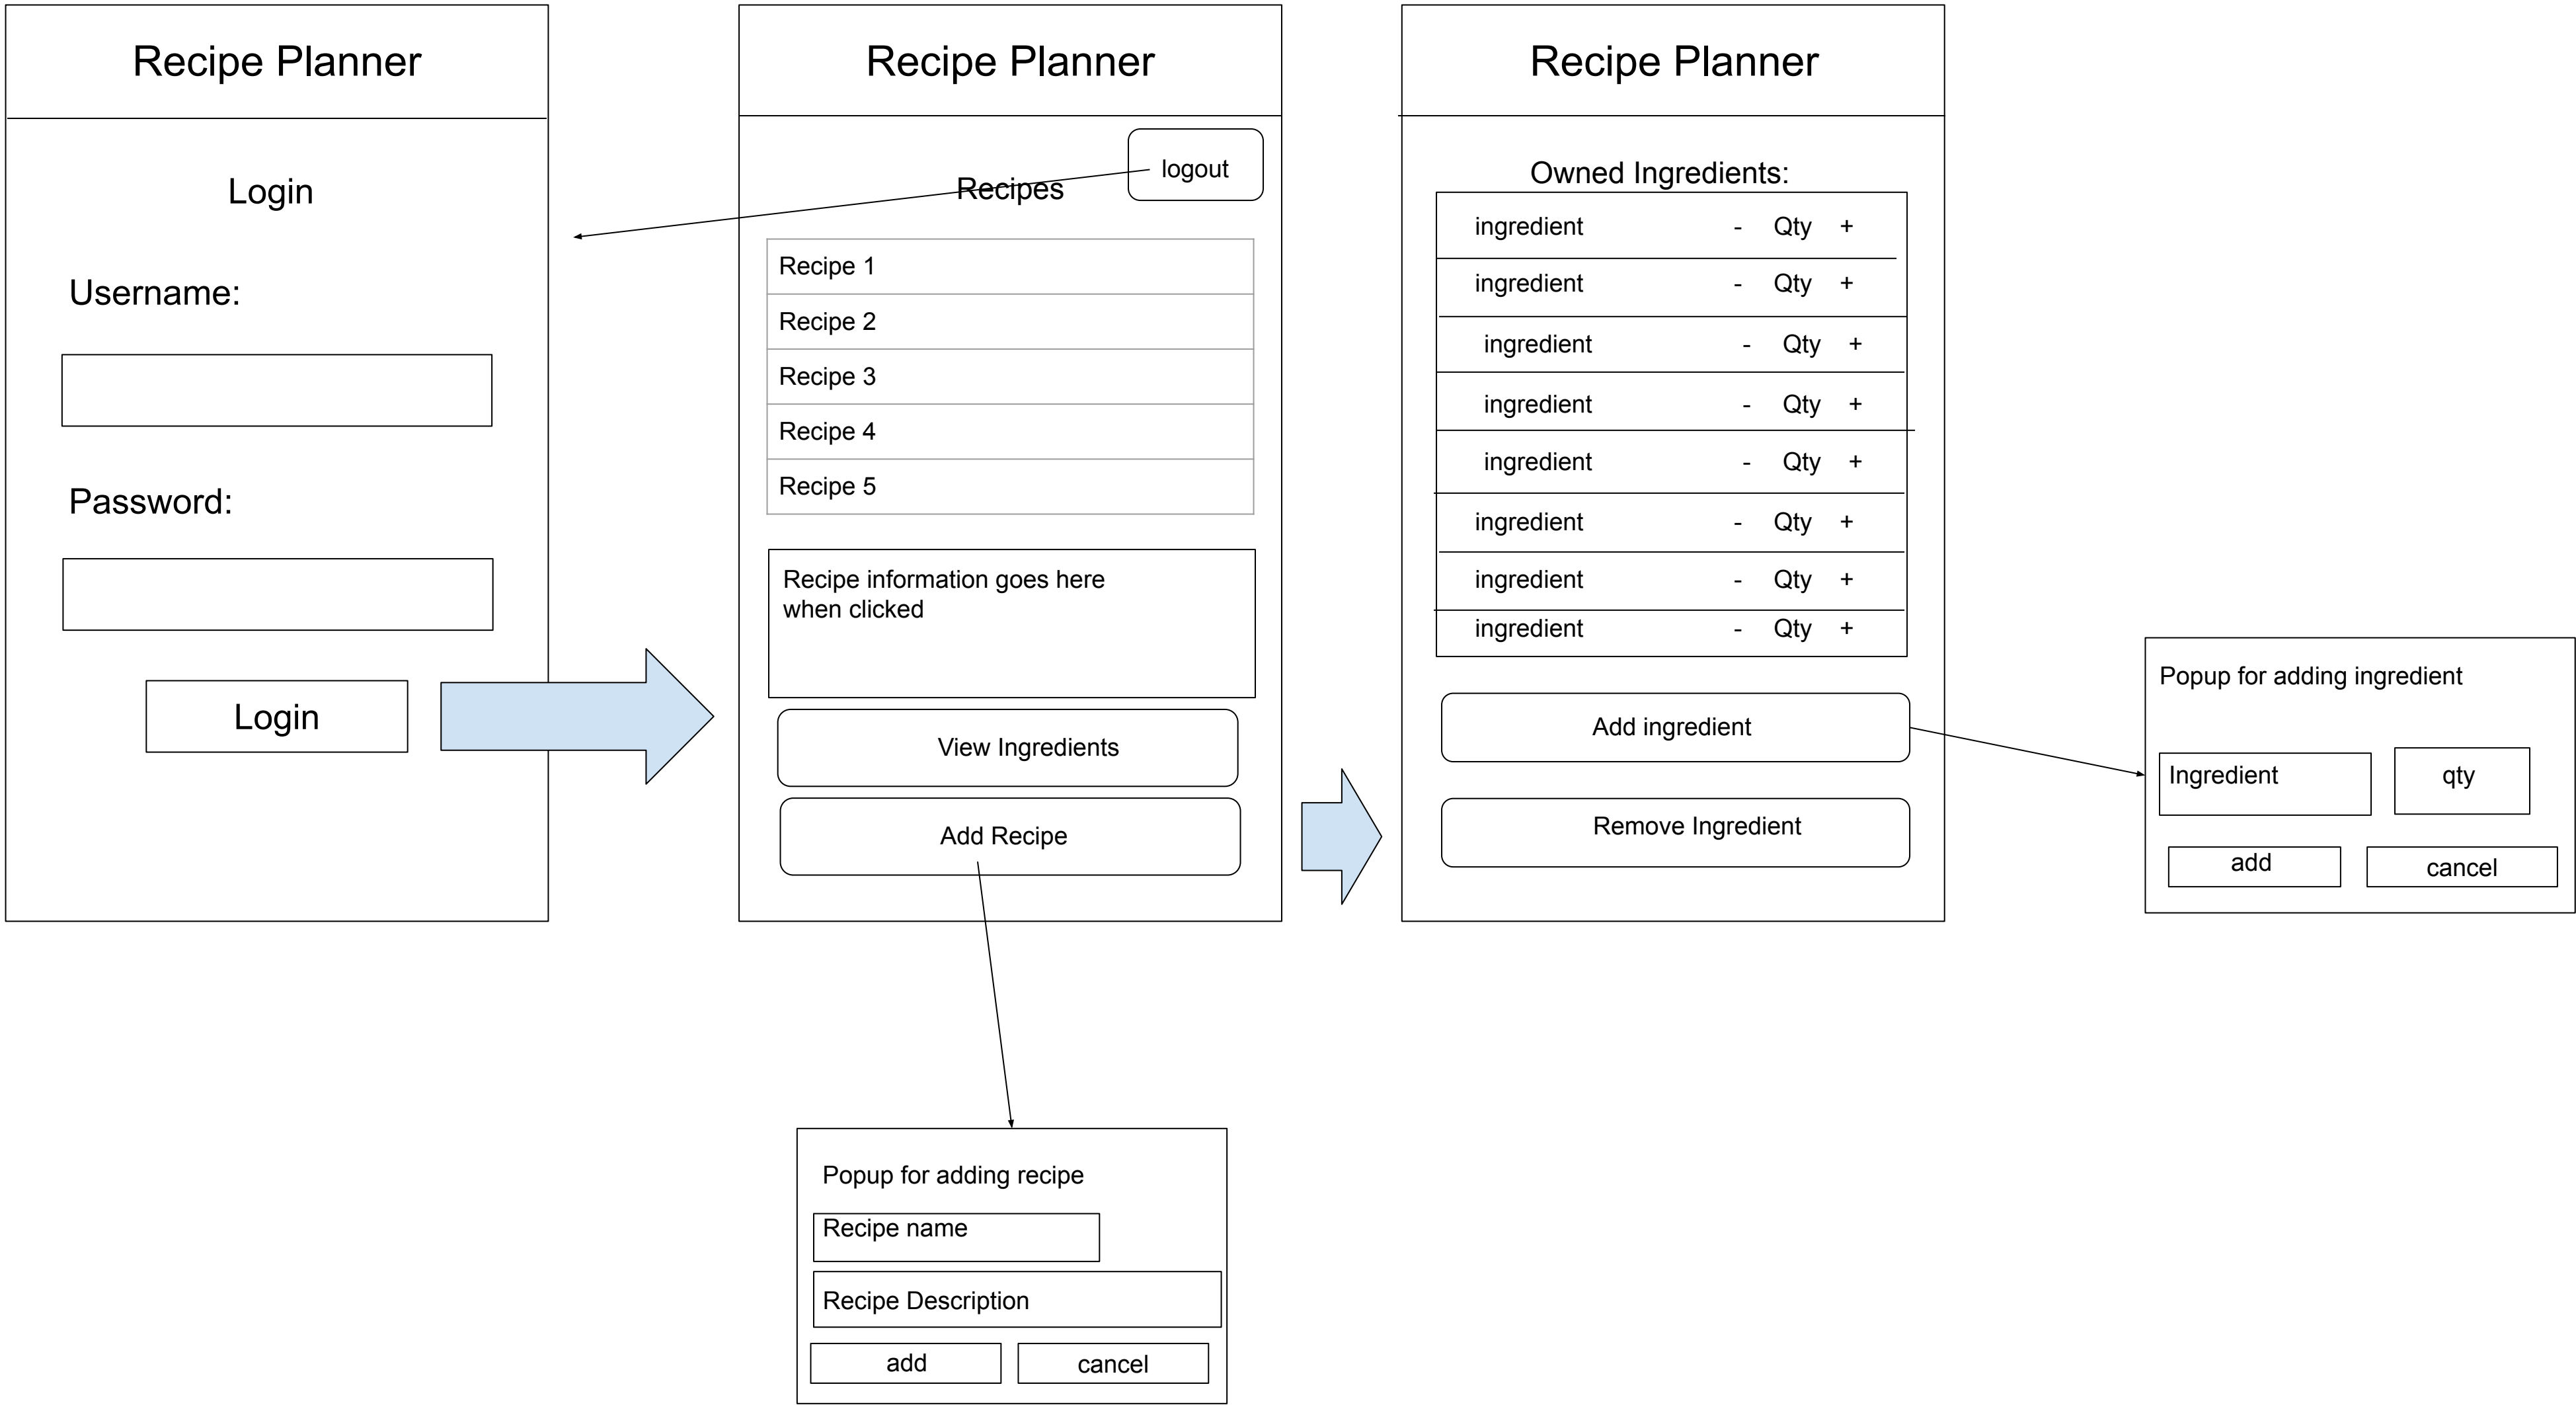 Recipe Planner
Login
Username:
Password:
Login
Recipe Planner
logout
Recipes
Recipe 1
Recipe 2
Recipe 3
Recipe 4
Recipe 5
Recipe information goes here
when clicked
View Ingredients
Add Recipe
Recipe Planner
Owned Ingredients:
ingredient - Qty +
ingredient - Qty +
ingredient - Qty +
ingredient - Qty +
ingredient - Qty +
ingredient - Qty +
ingredient - Qty +
ingredient - Qty +
Add ingredient
Remove Ingredient
Popup for adding ingredient
Ingredient qty
add cancel
Popup for adding recipe
Recipe name
Recipe Description
add cancel